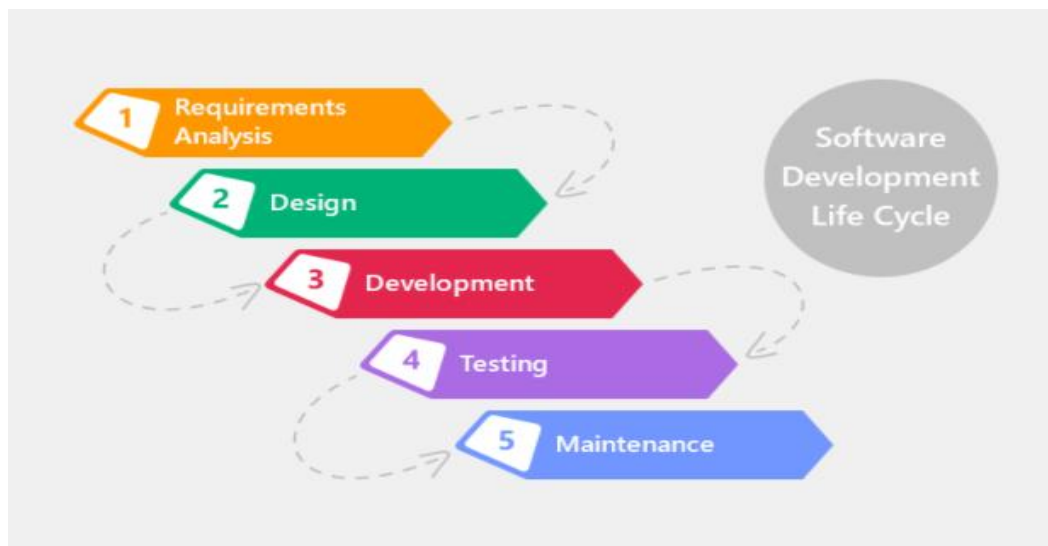 1 Requirements
Analysis
2 Design
3 Development
4 Testing
5 Maintenance
Software
Development
Life Cycle